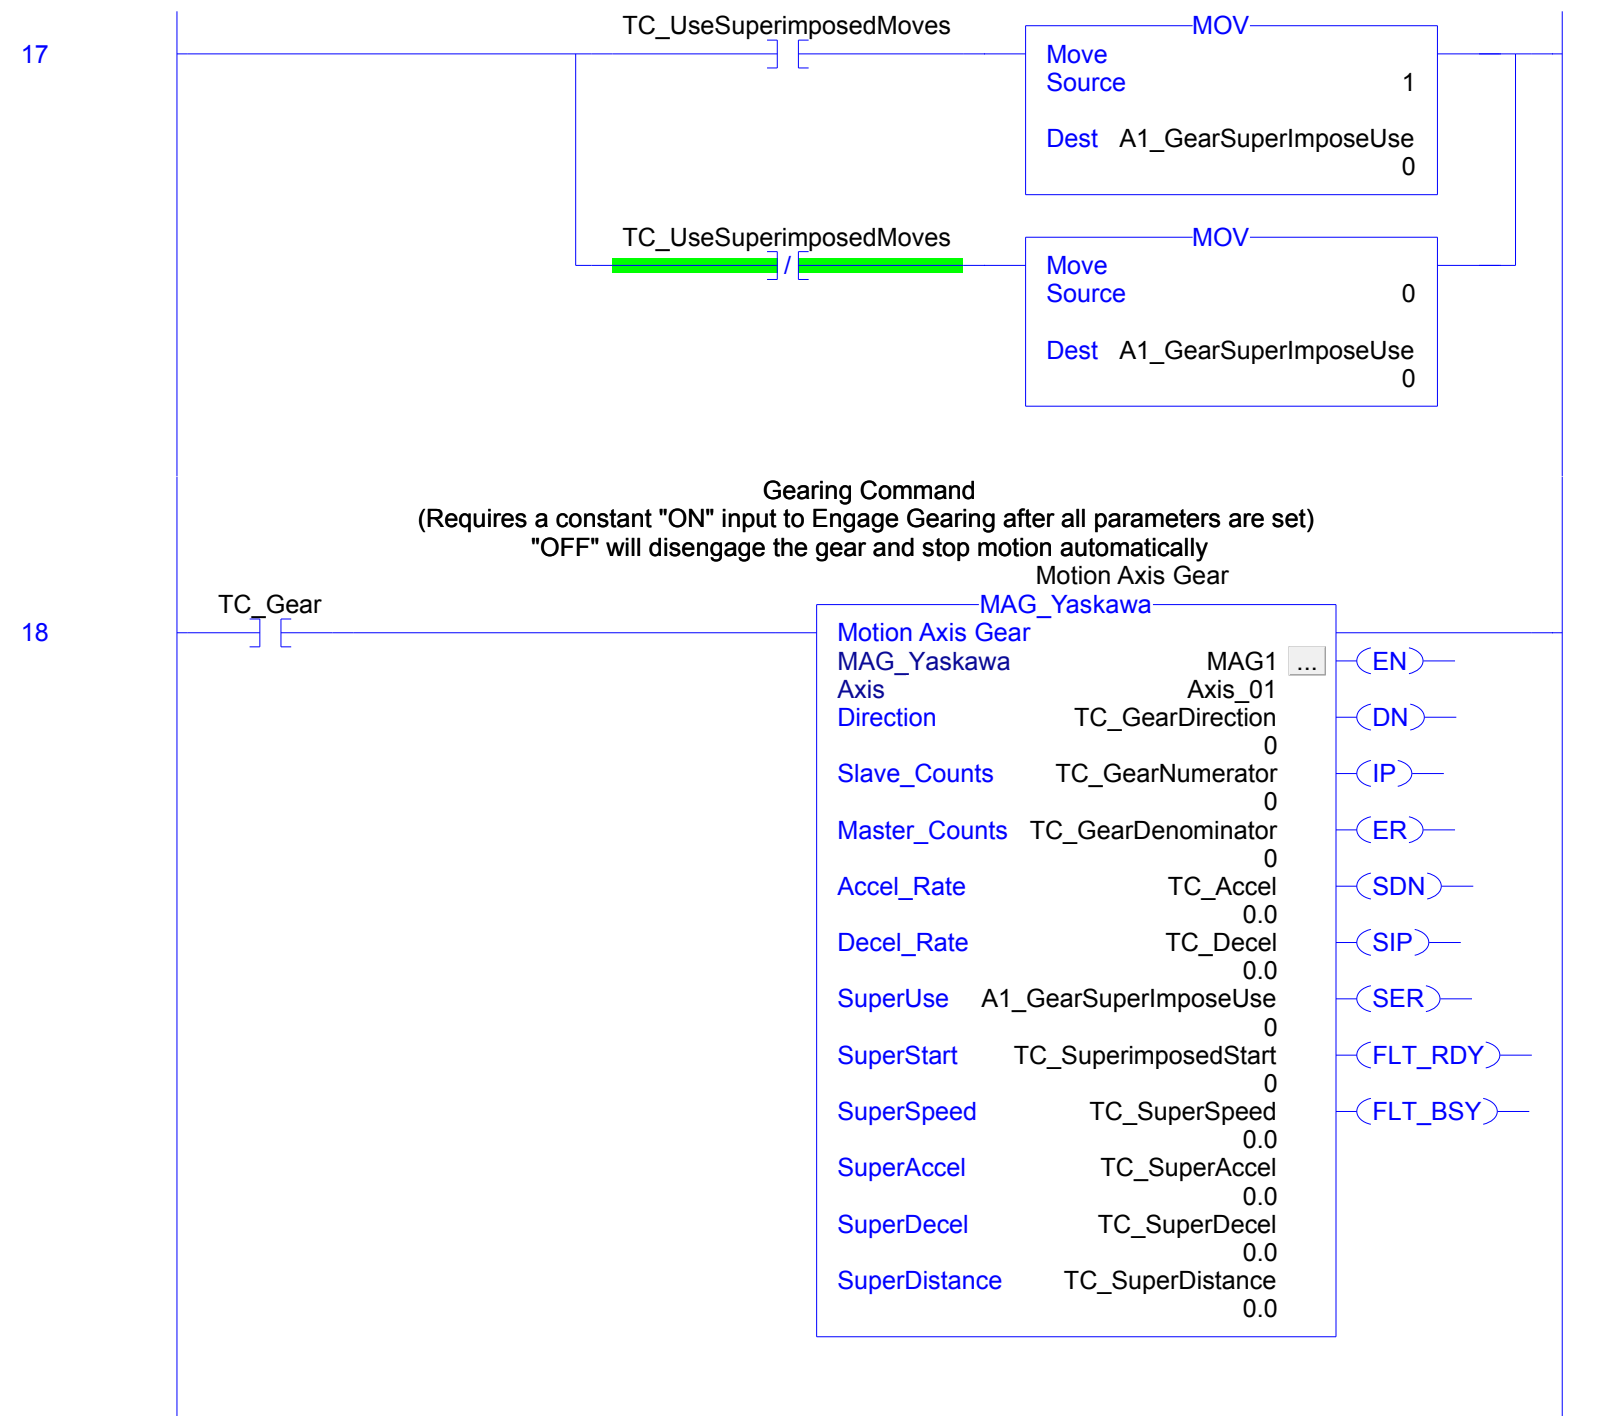 17
TC_UseSuperimposedMoves
MOV
Move
Source 1
Dest A1_GearSuperImposeUse
0
TC_UseSuperimposedMoves
/
MOV
Move
Source 0
Dest A1_GearSuperImposeUse
0
Gearing Command
(Requires a constant "ON" input to Engage Gearing after all parameters are set)
"OFF" will disengage the gear and stop motion automatically
Motion Axis Gear
18
TC_Gear
MAG_Yaskawa
Motion Axis Gear
MAG_Yaskawa MAG1 ... EN
Axis Axis_01
Direction TC_GearDirection DN
0
Slave_Counts TC_GearNumerator IP
0
Master_Counts TC_GearDenominator ER
0
Accel_Rate TC_Accel SDN
0.0
Decel_Rate TC_Decel SIP
0.0
SuperUse A1_GearSuperImposeUse SER
0
SuperStart TC_SuperimposedStart FLT_RDY
0
SuperSpeed TC_SuperSpeed FLT_BSY
0.0
SuperAccel TC_SuperAccel
0.0
SuperDecel TC_SuperDecel
0.0
SuperDistance TC_SuperDistance
0.0